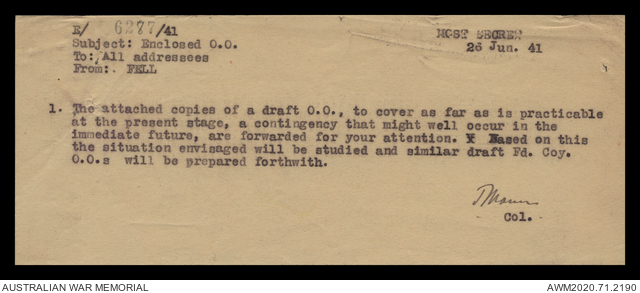 E/ 6277/41
MOST SECRET
Subject: Enclosed O.O.
26 Jun. 41
To: All addressees
From:. FELL
1. The attached copies of a draft O.O., to cover as far as is practicable
at the present stage, a contingency that might well occur in the
immediate future, are forwarded for your attention. Based on this
the situation envisaged will be studied and similar draft Fd. Coy.
O.O.s will be prepared forthwith.
Col.
AUSTRALIAN WAR MEMORIAL
AWM2020.71.2190